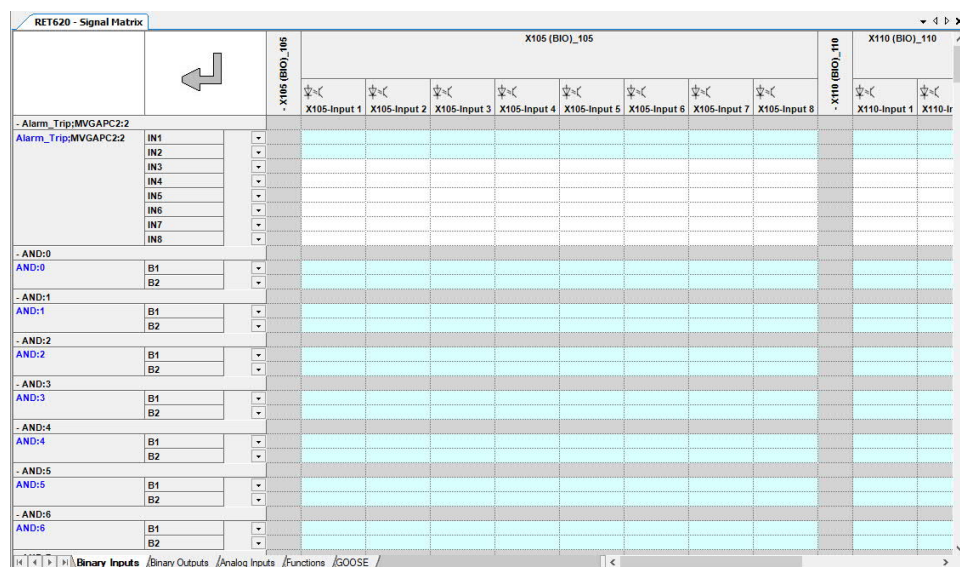 RET620 - Signal Matrix
- X105 (BIO)_105
X105 (BIO)_105
- X110 (BIO)_110
X110 (BIO)_110
X105-Input 1 X105-Input 2 X105-Input 3 X105-Input 4 X105-Input 5 X105-Input 6 X105-Input 7 X105-Input 8 X110-Input 1 X110-Ir
- Alarm_Trip;MVGAPC2:2
Alarm_Trip;MVGAPC2:2 IN1
IN2
IN3
IN4
IN5
IN6
IN7
IN8
- AND:0
AND:0 B1
B2
- AND:1
AND:1 B1
B2
- AND:2
AND:2 B1
B2
- AND:3
AND:3 B1
B2
- AND:4
AND:4 B1
B2
- AND:5
AND:5 B1
B2
- AND:6
AND:6 B1
B2
Binary Inputs Binary Outputs Analog Inputs Functions GOOSE